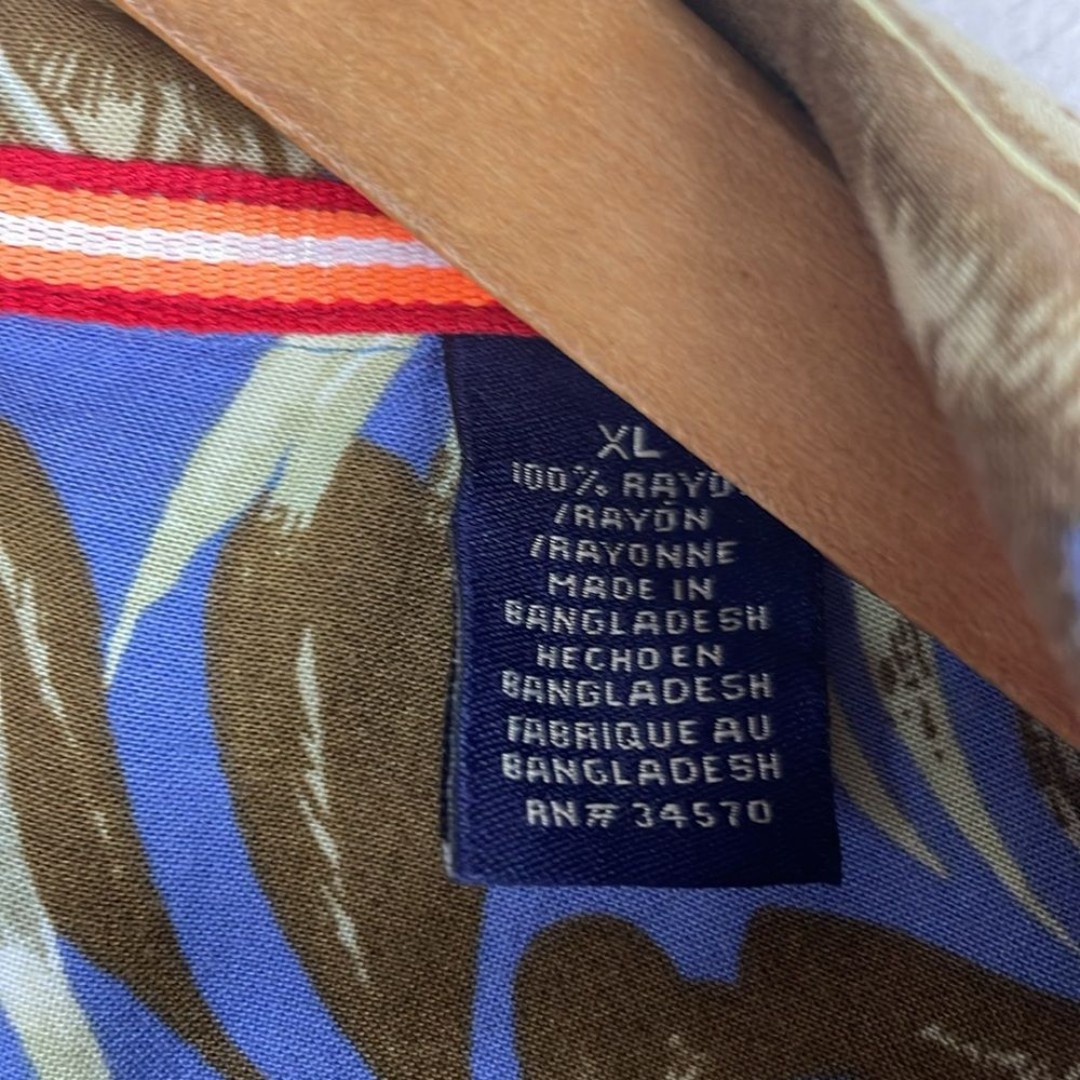 XL
100% RAYO
/RAYÓN
/RAYONNE
MADE IN
BANGLADESH
HECHO EN
BANGLADESH
FABRIQUE AU
BANGLADESH
RN# 34570